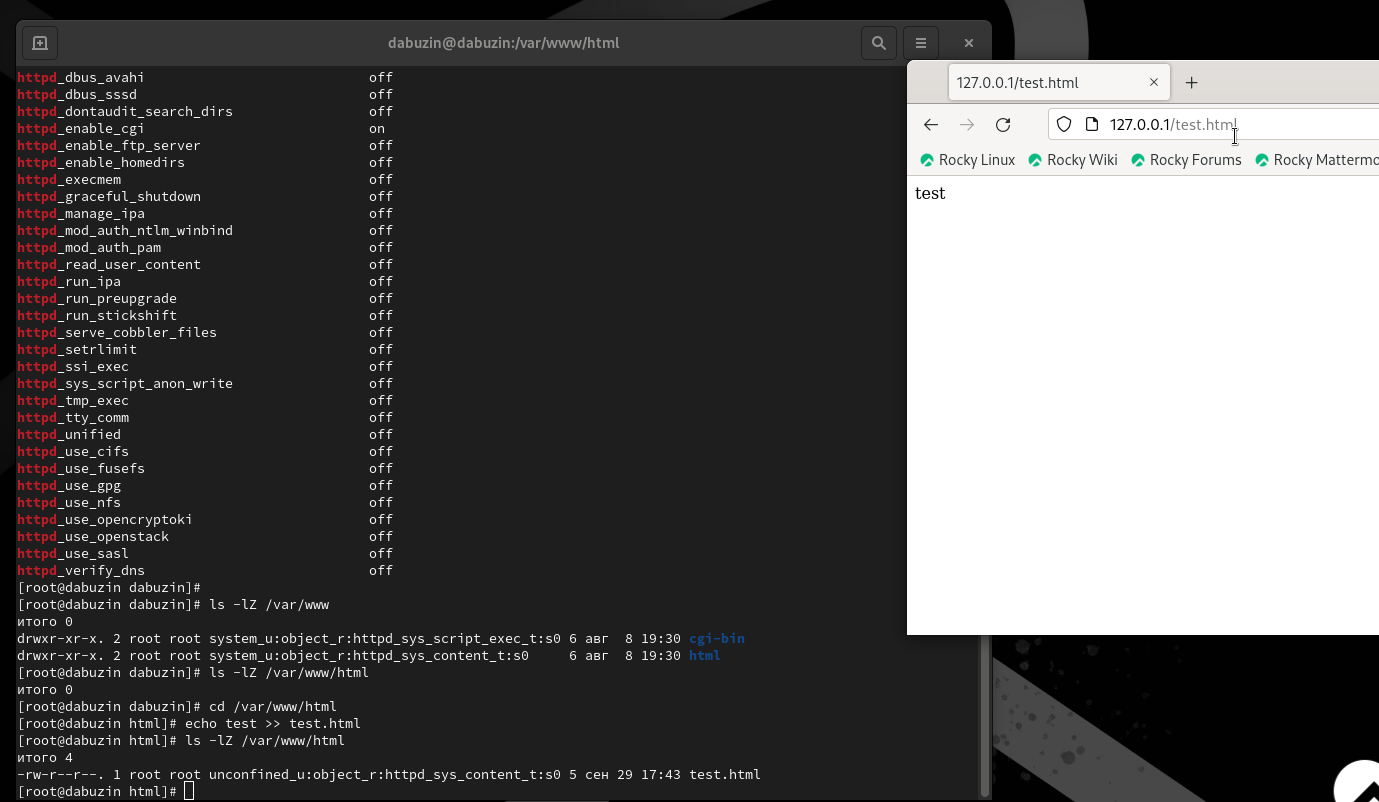 dabuzin@dabuzin:/var/www/html
httpd_dbus_avahi off
httpd_dbus_sssd off
httpd_dontaudit_search_dirs off
httpd_enable_cgi on
httpd_enable_ftp_server off
httpd_enable_homedirs off
httpd_execmem off
httpd_graceful_shutdown off
httpd_manage_ipa off
httpd_mod_auth_ntlm_winbind off
httpd_mod_auth_pam off
httpd_read_user_content off
httpd_run_ipa off
httpd_run_preupgrade off
httpd_run_stickshift off
httpd_serve_cobbler_files off
httpd_setrlimit off
httpd_ssi_exec off
httpd_sys_script_anon_write off
httpd_tmp_exec off
httpd_tty_comm off
httpd_unified off
httpd_use_cifs off
httpd_use_fusefs off
httpd_use_gpg off
httpd_use_nfs off
httpd_use_opencryptoki off
httpd_use_openstack off
httpd_use_sasl off
httpd_verify_dns off
[root@dabuzin dabuzin]#
[root@dabuzin dabuzin]# ls -lZ /var/www
итого 0
drwxr-xr-x. 2 root root system_u:object_r:httpd_sys_script_exec_t:s0 6 авг 8 19:30 cgi-bin
drwxr-xr-x. 2 root root system_u:object_r:httpd_sys_content_t:s0 6 авг 8 19:30 html
[root@dabuzin dabuzin]# ls -lZ /var/www/html
итого 0
[root@dabuzin dabuzin]# cd /var/www/html
[root@dabuzin html]# echo test >> test.html
[root@dabuzin html]# ls -lZ /var/www/html
итого 4
-rw-r--r--. 1 root root unconfined_u:object_r:httpd_sys_content_t:s0 5 сен 29 17:43 test.html
[root@dabuzin html]#
127.0.0.1/test.html
127.0.0.1/test.html
Rocky Linux Rocky Wiki Rocky Forums Rocky Mattermo
test